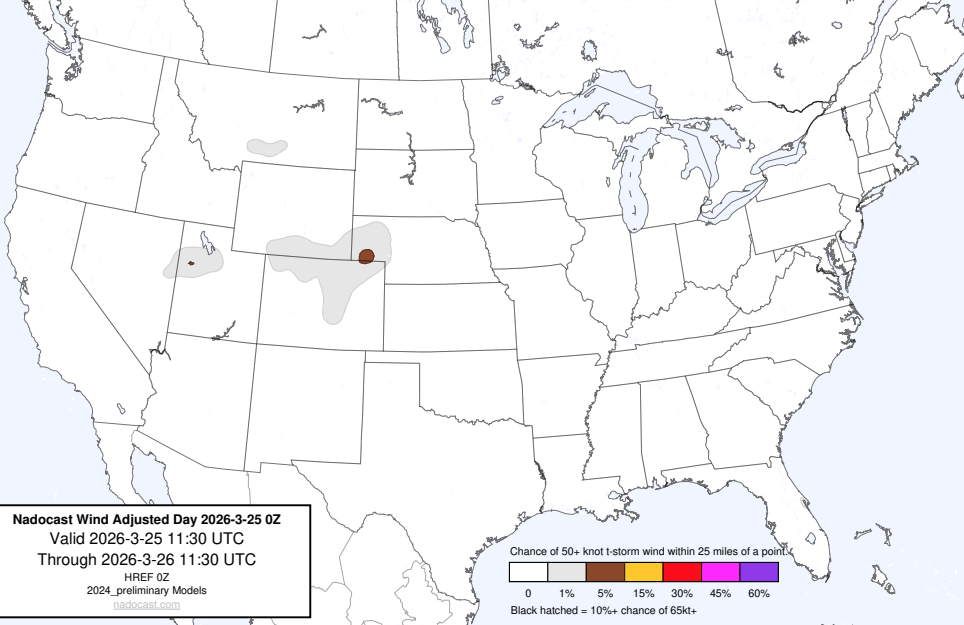 Nadocast Wind Adjusted Day 2026-3-25 0Z
Valid 2026-3-25 11:30 UTC
Through 2026-3-26 11:30 UTC
HREF 0Z
2024_preliminary Models
nadocast.com
Chance of 50+ knot t-storm wind within 25 miles of a point.
0 1% 5% 15% 30% 45% 60%
Black hatched = 10%+ chance of 65kt+